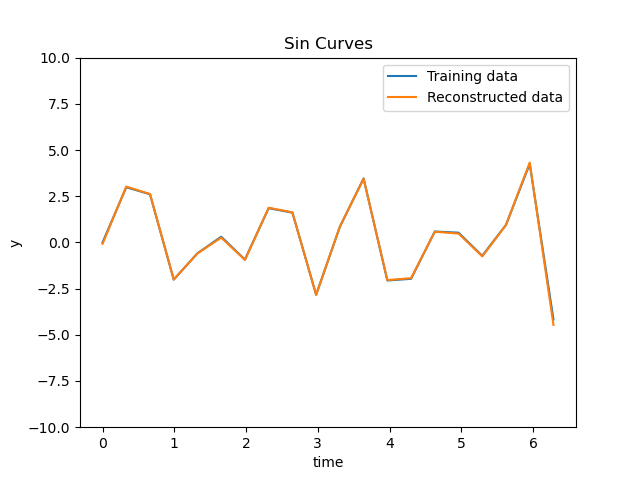 Sin Curves
10.0
7.5
5.0
2.5
0.0
−2.5
−5.0
−7.5
−10.0
y
Training data
Reconstructed data
0 1 2 3 4 5 6
time